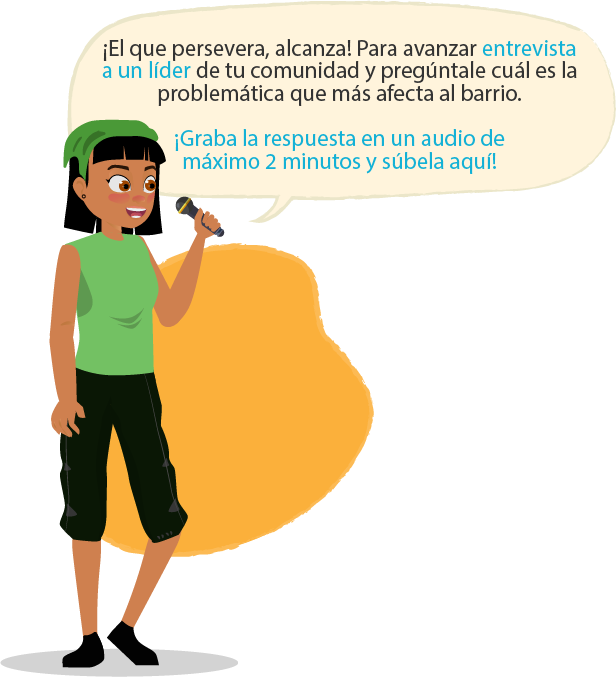 ¡El que persevera, alcanza! Para avanzar entrevista
a un líder de tu comunidad y pregúntale cuál es la
problemática que más afecta al barrio.
¡Graba la respuesta en un audio de
máximo 2 minutos y súbela aquí!